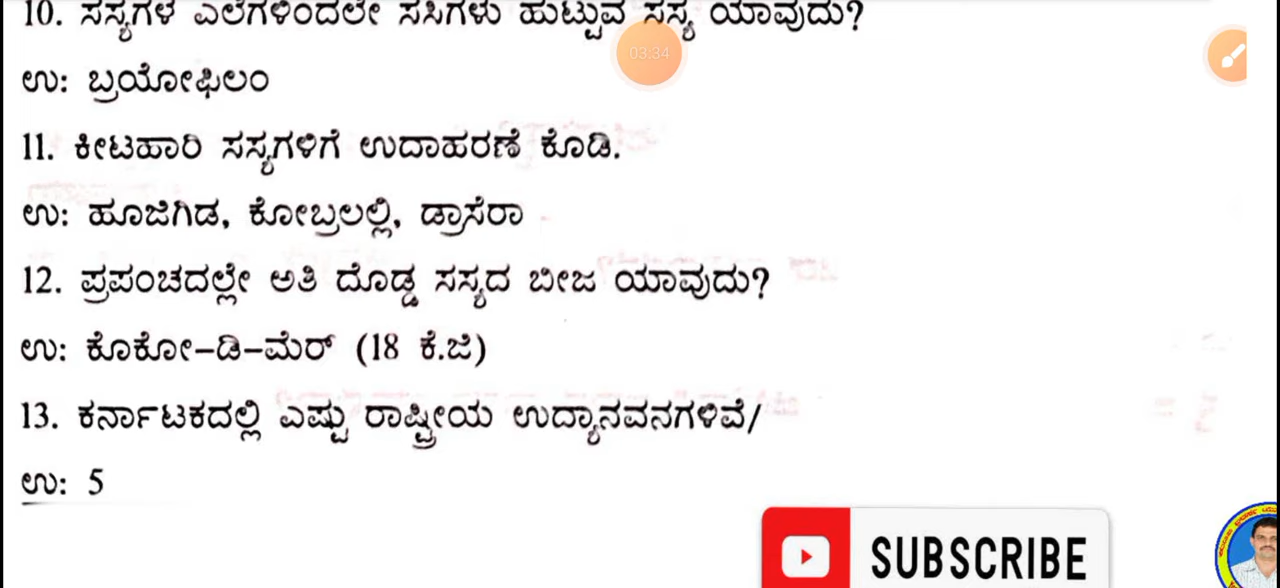 10. ಸಸ್ಯಗಳ ಎಲೆಗಳಿಂದಲೇ ಸಸಿಗಳು ಹುಟ್ಟುವ ಸಸ್ಯ ಯಾವುದು?
03:34
ಉ: ಬ್ರಯೋಫಿಲಂ
11. ಕೀಟಹಾರಿ ಸಸ್ಯಗಳಿಗೆ ಉದಾಹರಣೆ ಕೊಡಿ.
ಉ: ಹೂಜಿಗಿಡ, ಕೋಬ್ರಲಲ್ಲಿ, ಡ್ರಾಸೆರಾ
12. ಪ್ರಪಂಚದಲ್ಲೇ ಅತಿ ದೊಡ್ಡ ಸಸ್ಯದ ಬೀಜ ಯಾವುದು?
ಉ: ಕೊಕೋ-ಡಿ-ಮೆರ್ (18 ಕೆ.ಜಿ)
13. ಕರ್ನಾಟಕದಲ್ಲಿ ಎಷ್ಟು ರಾಷ್ಟ್ರೀಯ ಉದ್ಯಾನವನಗಳಿವೆ/
ಉ: 5
SUBSCRIBE